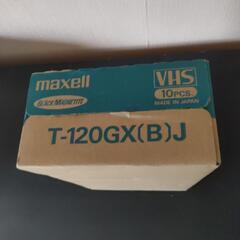 maxell
BLACK MAGNETITE
VHS
10PCS.
MADE IN JAPAN
T-120GX(B)J